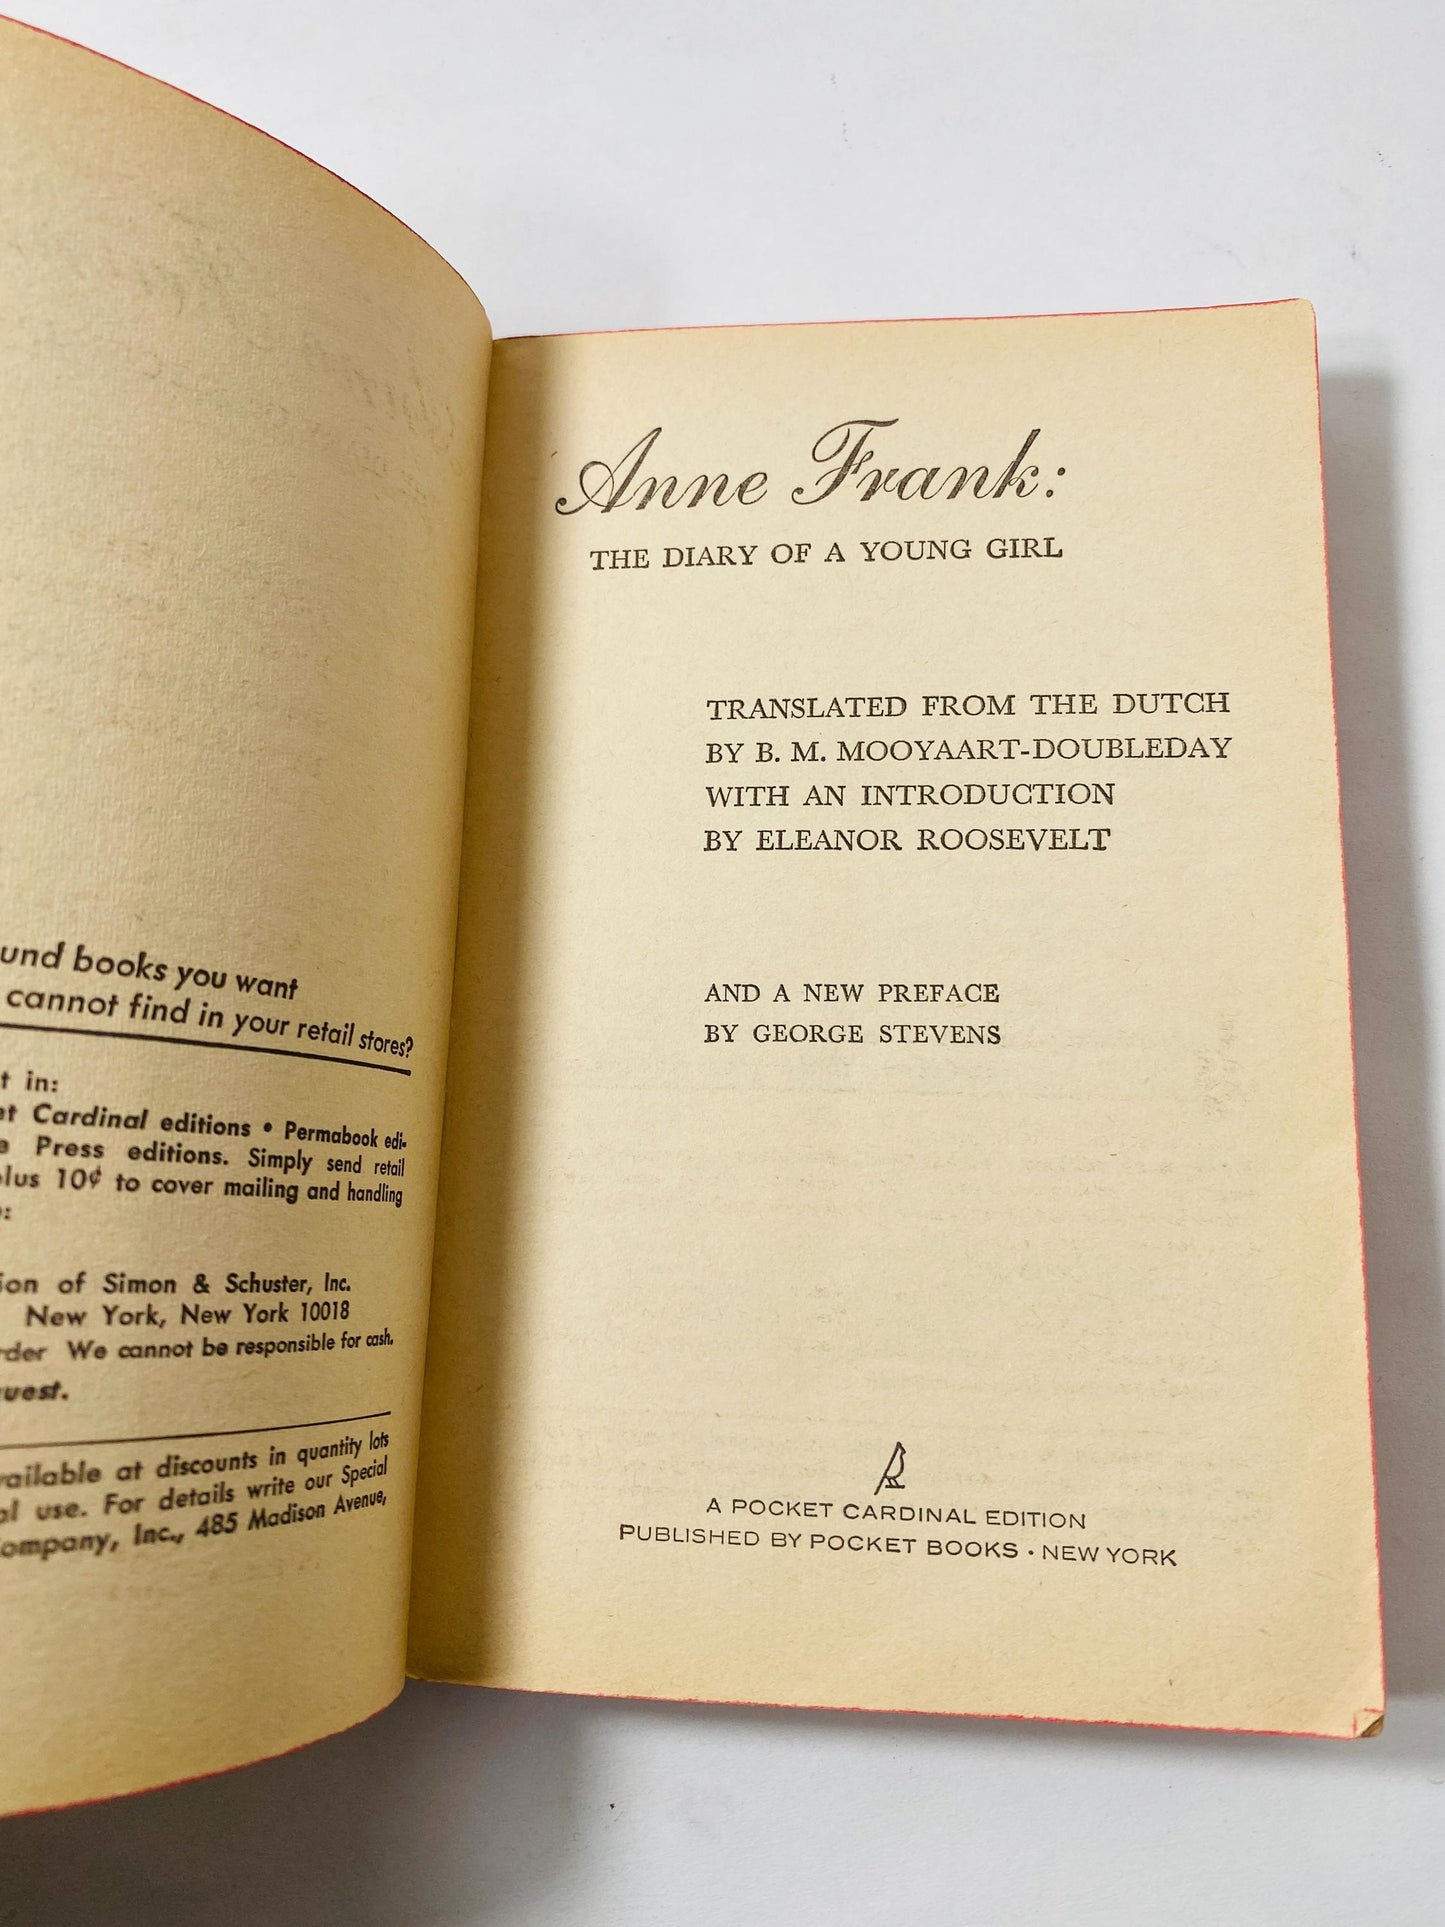 und books you want
cannot find in your retail stores?
t in:
et Cardinal editions • Permabook edi-
e Press editions. Simply send retail
plus 10¢ to cover mailing and handling
ion of Simon & Schuster, Inc.
New York, New York 10018
rder We cannot be responsible for cash.
uest.
vailable at discounts in quantity lots
al use. For details write our Special
ompany, Inc., 485 Madison Avenue,
Anne Frank:
THE DIARY OF A YOUNG GIRL
TRANSLATED FROM THE DUTCH
BY B. M. MOOYAART-DOUBLEDAY
WITH AN INTRODUCTION
BY ELEANOR ROOSEVELT
AND A NEW PREFACE
BY GEORGE STEVENS
A POCKET CARDINAL EDITION
PUBLISHED BY POCKET BOOKS • NEW YORK